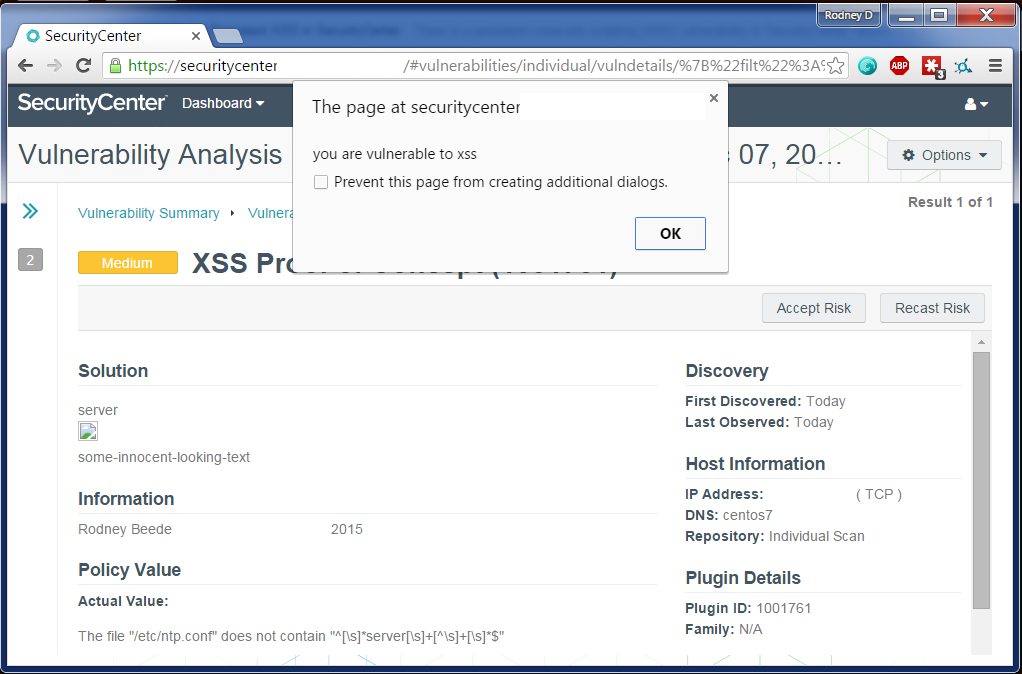 Rodney D
SecurityCenter
https://securitycenter /#vulnerabilities/individual/vulndetails/%7B%22filt%22%3A%
ABP
3
SecurityCenter Dashboard
The page at securitycenter
you are vulnerable to xss
Prevent this page from creating additional dialogs.
OK
Vulnerability Analysis 07, 20...
Options
Result 1 of 1
Vulnerability Summary
2
Medium
XSS
Accept Risk
Recast Risk
Solution
server
some-innocent-looking-text
Information
Rodney Beede 2015
Policy Value
Actual Value:
The file "/etc/ntp.conf" does not contain "^[\s]*server[\s]+[^\s]+[\s]*$"
Discovery
First Discovered: Today
Last Observed: Today
Host Information
IP Address: ( TCP )
DNS: centos7
Repository: Individual Scan
Plugin Details
Plugin ID: 1001761
Family: N/A